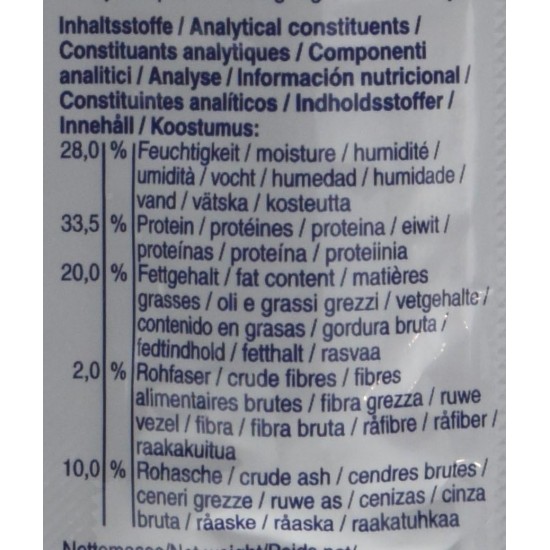 Inhaltsstoffe / Analytical constituents /
Constituants analytiques / Componenti
analitici / Analyse / Información nutricional /
Constituintes analíticos / Indholdsstoffer /
Innehåll / Koostumus:
28,0 % Feuchtigkeit / moisture / humidité /
umidità / vocht / humedad / humidade /
vand / vätska / kosteutta
33,5 % Protein / protéines / proteina / eiwit /
proteínas / proteína / proteiinia
20,0 % Fettgehalt / fat content / matières
grasses / oli e grassi grezzi / vetgehalte /
contenido en grasas / gordura bruta /
fedtindhold / fetthalt / rasvaa
2,0 % Rohfaser / crude fibres / fibres
alimentaires brutes / fibra grezza / ruwe
vezel / fibra / fibra bruta / råfibre / råfiber /
raakakuitua
10,0 % Rohasche / crude ash / cendres brutes /
ceneri grezze / ruwe as / cenizas / cinza
bruta / råaske / råaska / raakatuhkaa